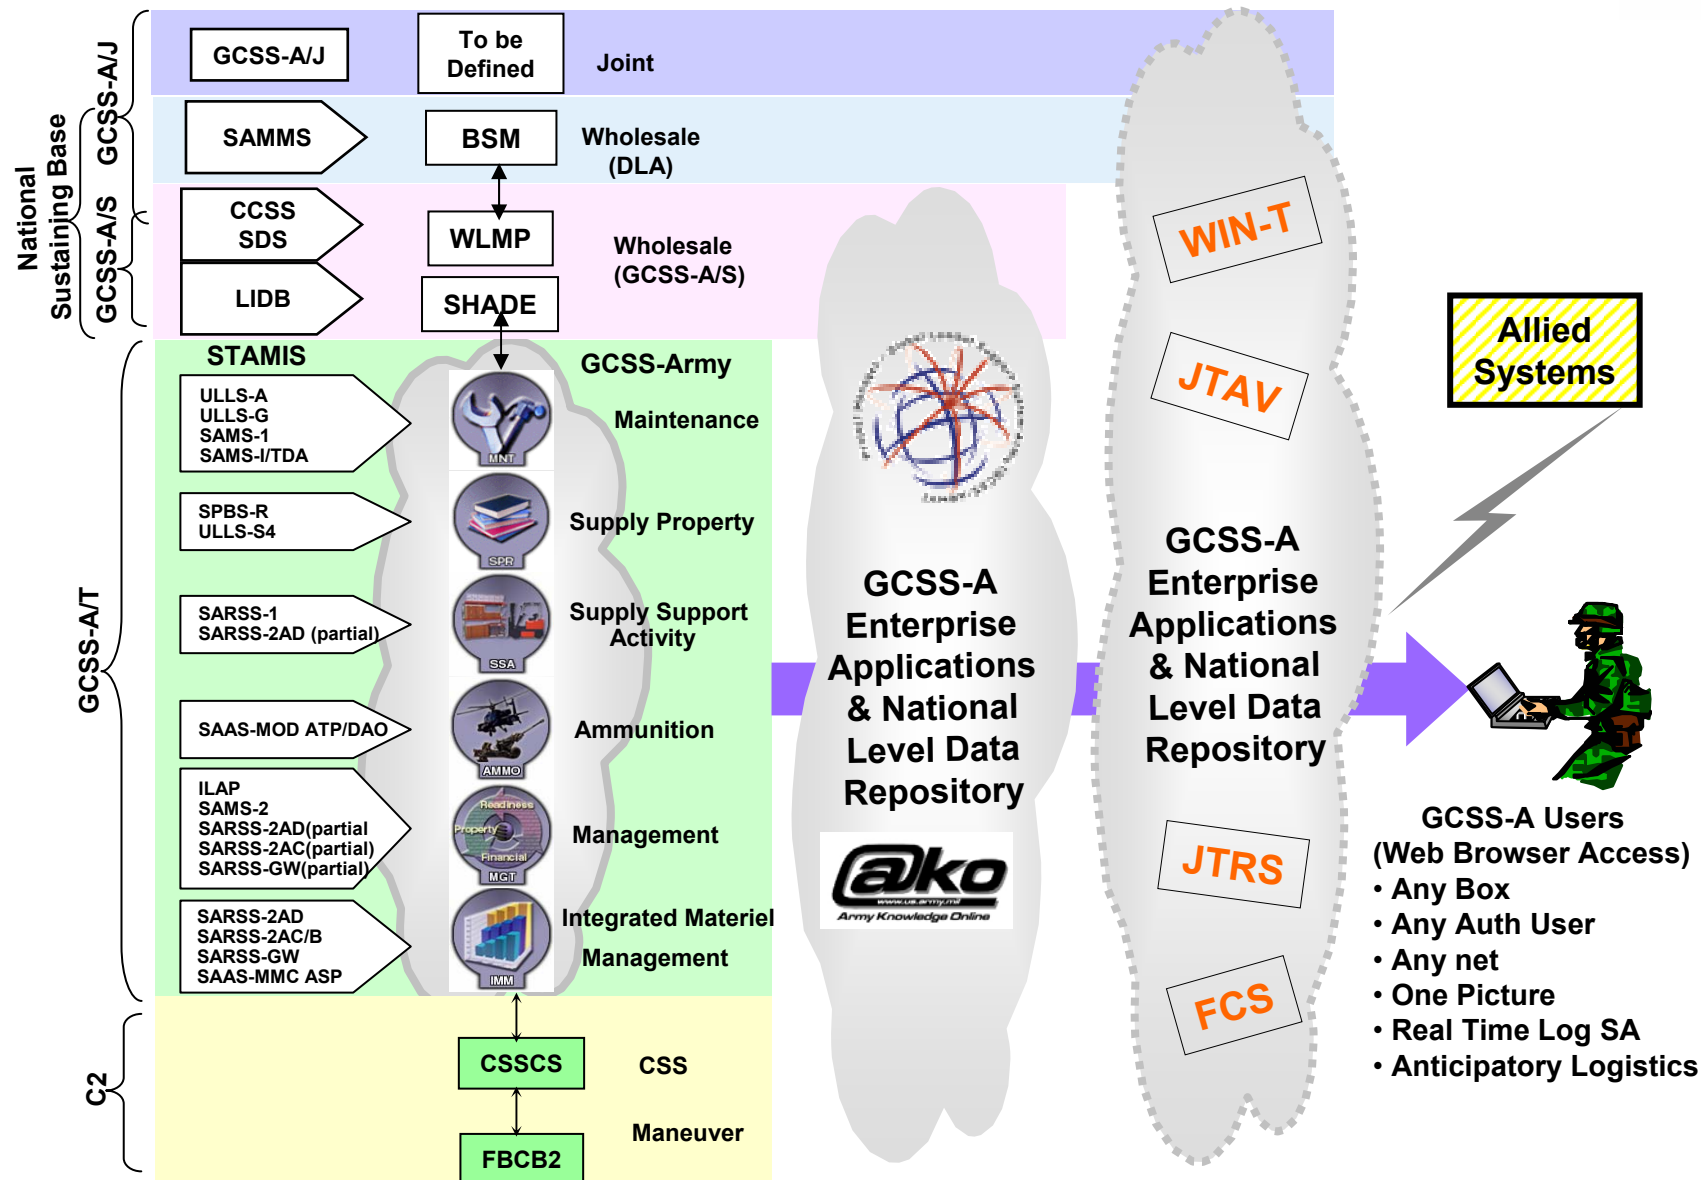 GCSS-A/J
To be
Defined
Joint
GCSS-A/J
SAMMS
BSM
Wholesale
(DLA)
National
Sustaining Base
GCSS-A/S
CCSS
SDS
WLMP
Wholesale
(GCSS-A/S)
LIDB
SHADE
STAMIS
GCSS-Army
GCSS-A/T
ULLS-A
ULLS-G
SAMS-1
SAMS-I/TDA
MNT
Maintenance
SPBS-R
ULLS-S4
SPR
Supply Property
SARSS-1
SARSS-2AD (partial)
SSA
Supply Support
Activity
SAAS-MOD ATP/DAO
AMMO
Ammunition
ILAP
SAMS-2
SARSS-2AD(partial
SARSS-2AC(partial)
SARSS-GW(partial)
Readiness
Property
Financial
MGT
Management
SARSS-2AD
SARSS-2AC/B
SARSS-GW
SAAS-MMC ASP
IMM
Integrated Materiel
Management
C2
CSSCS
CSS
FBCB2
Maneuver
GCSS-A
Enterprise
Applications
& National
Level Data
Repository
@ko
www.us.army.mil
Army Knowledge Online
WIN-T
JTAV
GCSS-A
Enterprise
Applications
& National
Level Data
Repository
JTRS
FCS
Allied
Systems
GCSS-A Users
(Web Browser Access)
• Any Box
• Any Auth User
• Any net
• One Picture
• Real Time Log SA
• Anticipatory Logistics